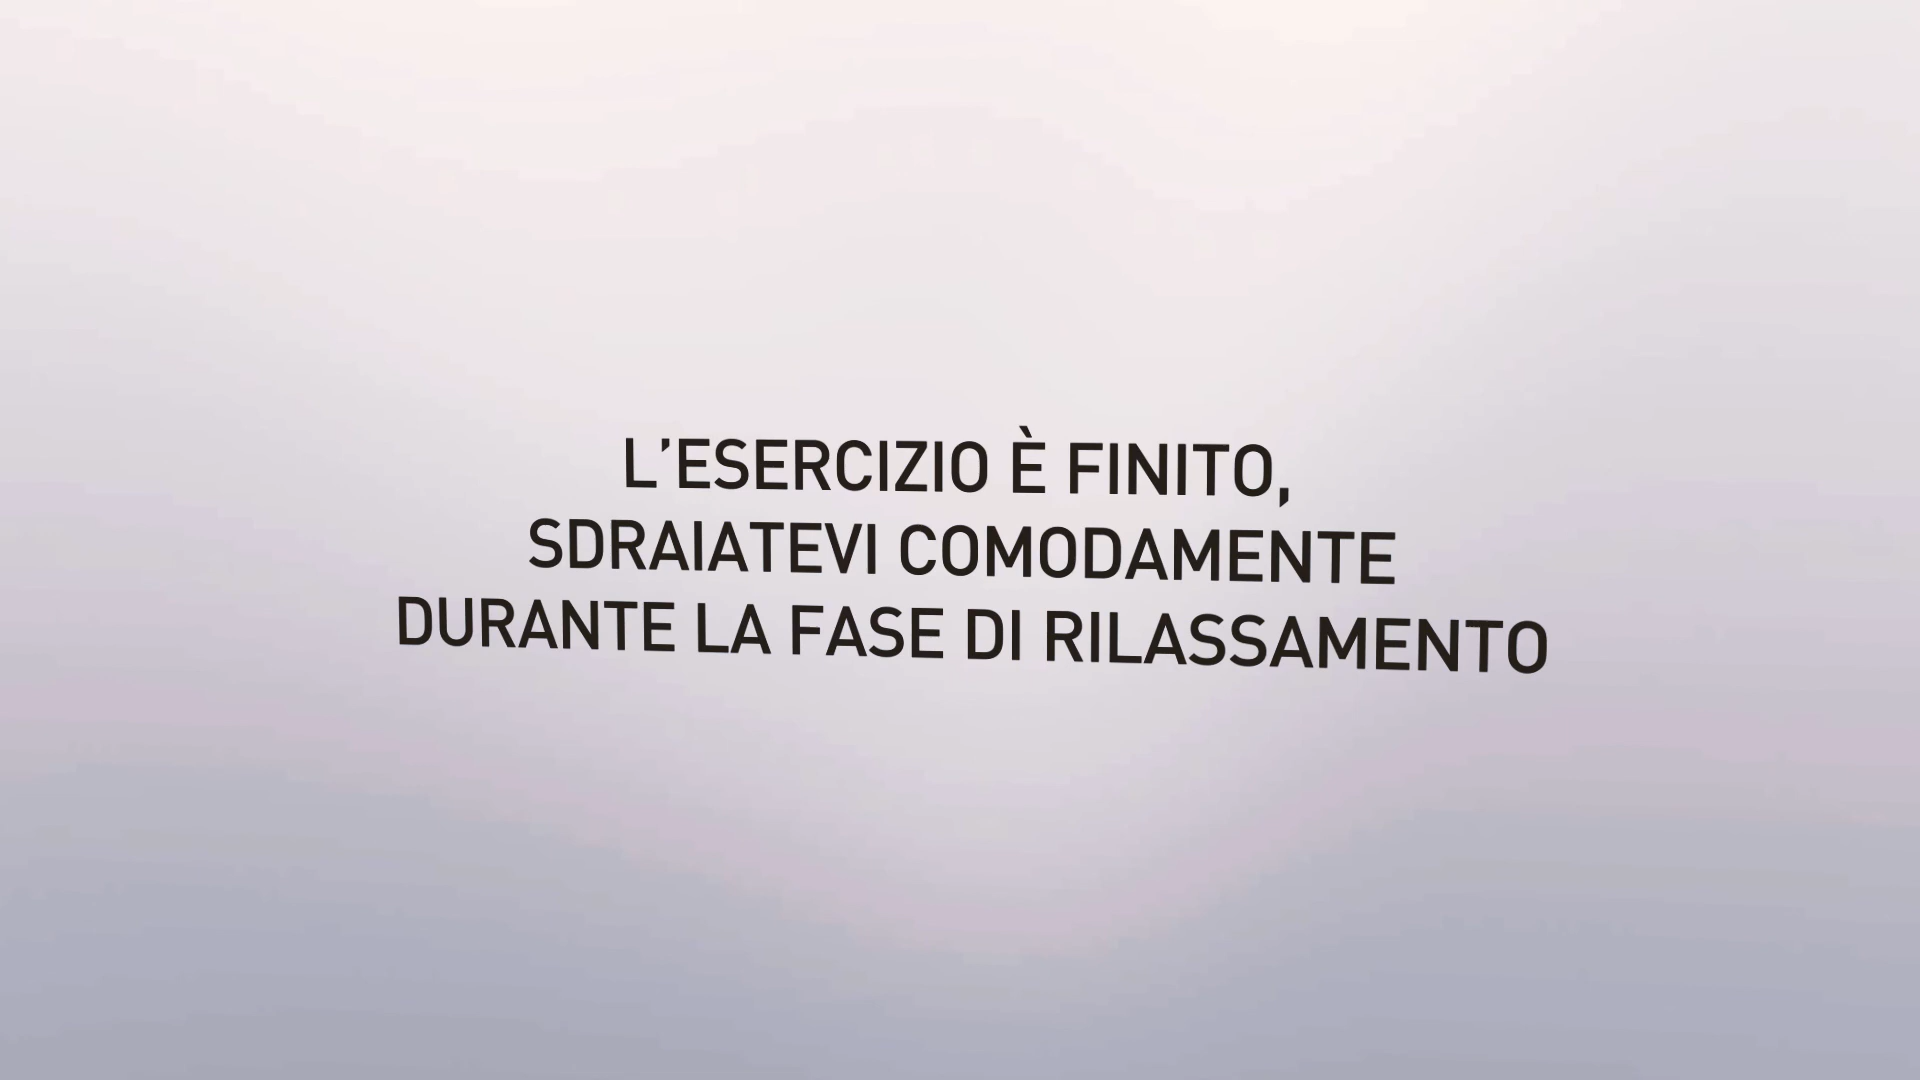 L’ESERCIZIO È FINITO,
SDRAIATEVI COMODAMENTE
DURANTE LA FASE DI RILASSAMENTO